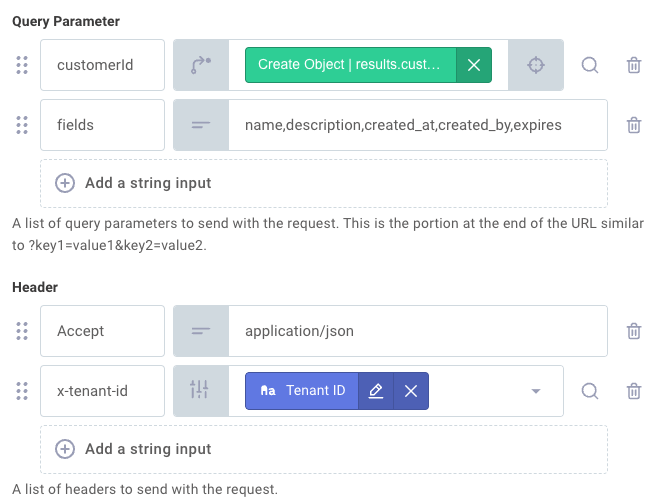 Query Parameter
customerId
Create Object | results.cust...
fields
name,description,created_at,created_by,expires
Add a string input
A list of query parameters to send with the request. This is the portion at the end of the URL similar
to ?key1=value1&key2=value2.
Header
Accept
application/json
x-tenant-id
Tenant ID
Add a string input
A list of headers to send with the request.